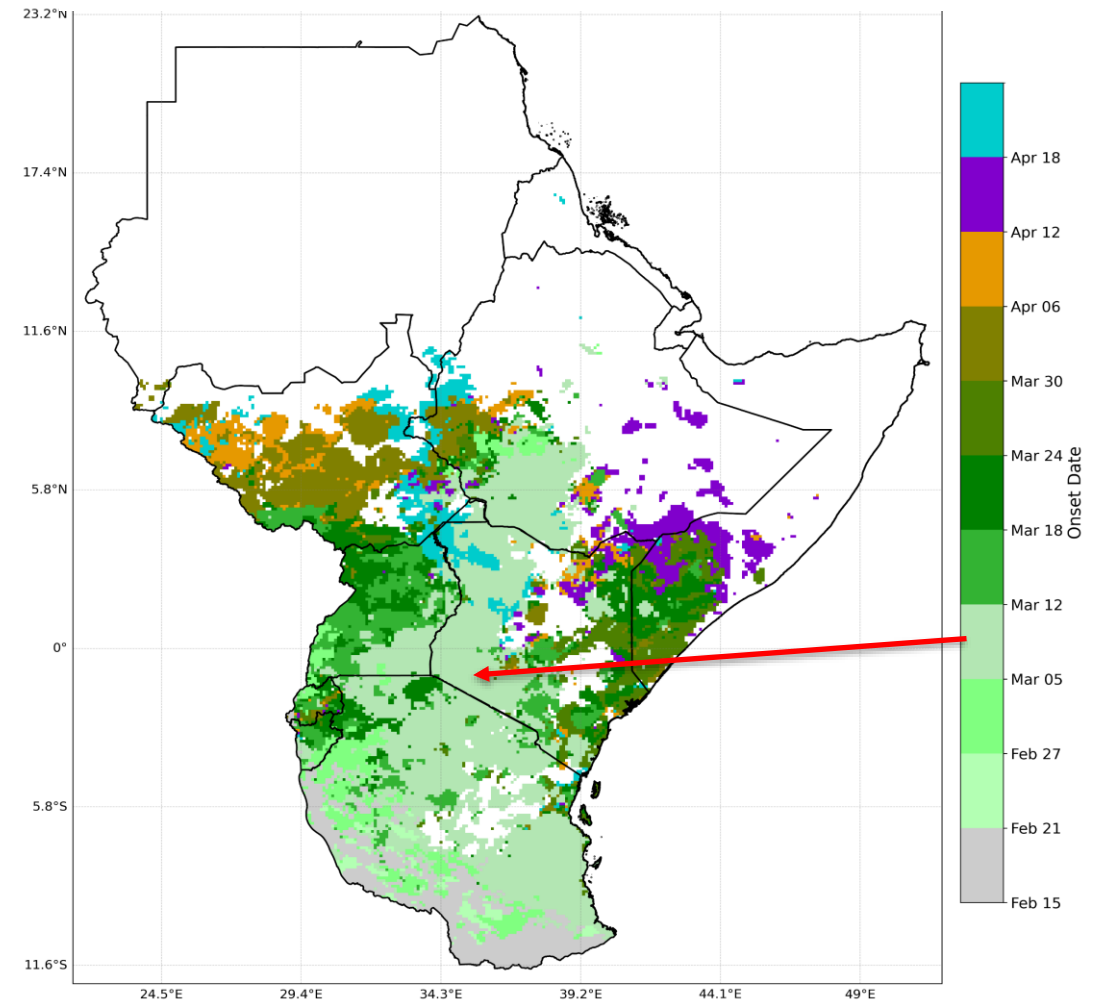 23.2°N
17.4°N
11.6°N
5.8°N
0°
5.8°S
11.6°S
24.5°E
29.4°E
34.3°E
39.2°E
44.1°E
49°E
Apr 18
Apr 12
Apr 06
Mar 30
Mar 24
Mar 18
Mar 12
Mar 05
Feb 27
Feb 21
Feb 15
Onset Date